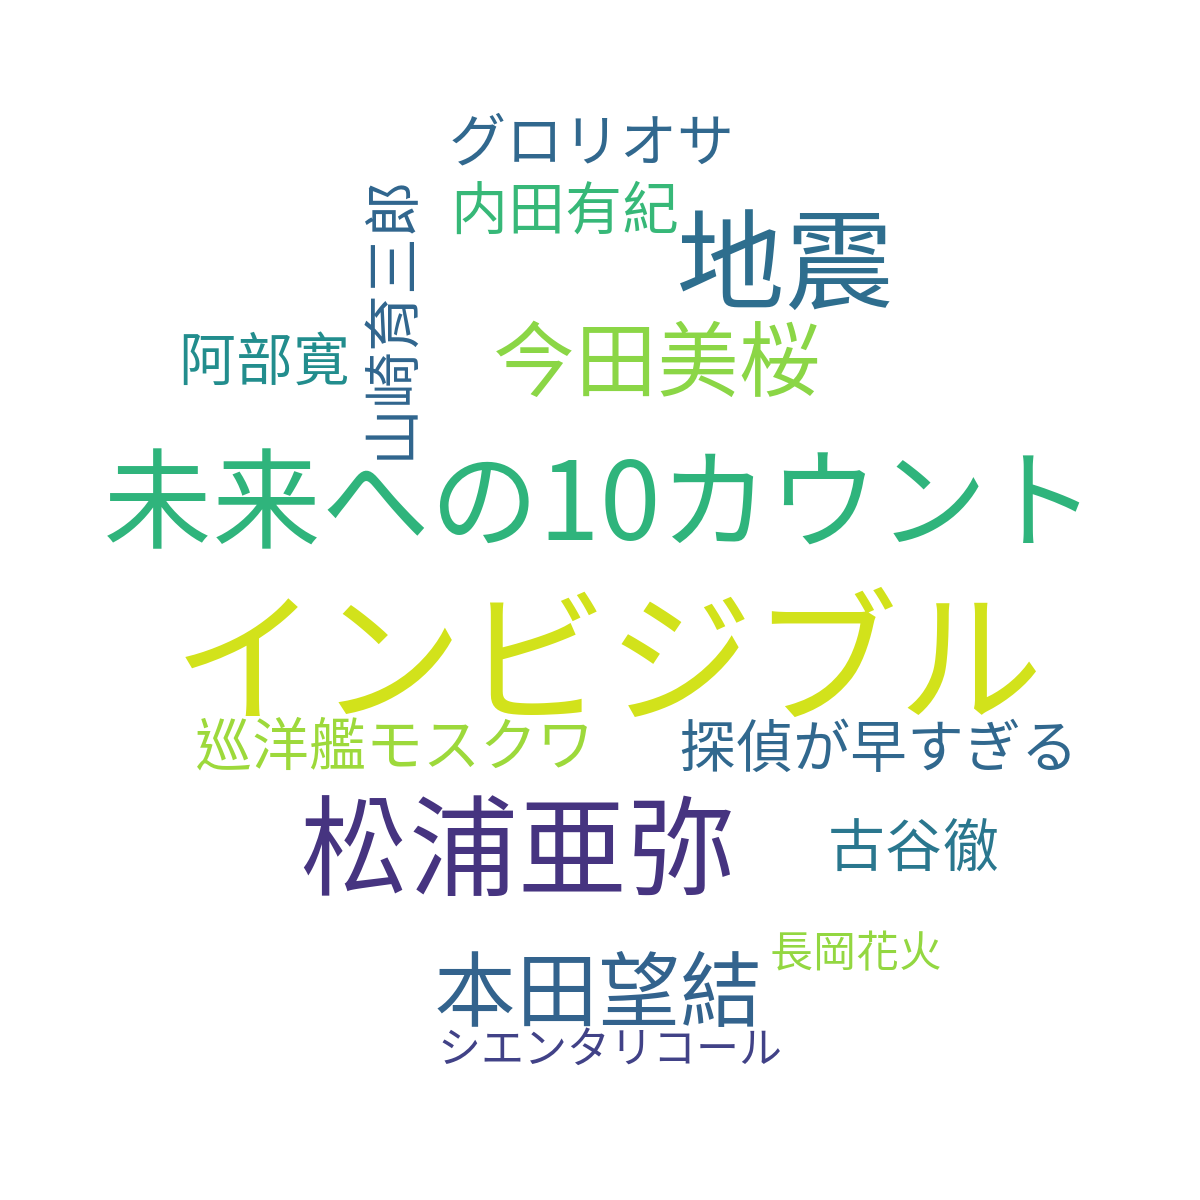 グロリオサ
内田有紀
地震
山崎育三郎
阿部寛
今田美桜
未来への10カウント
インビジブル
巡洋艦モスクワ
探偵が早すぎる
松浦亜弥
古谷徹
長岡花火
本田望結
シエンタリコール